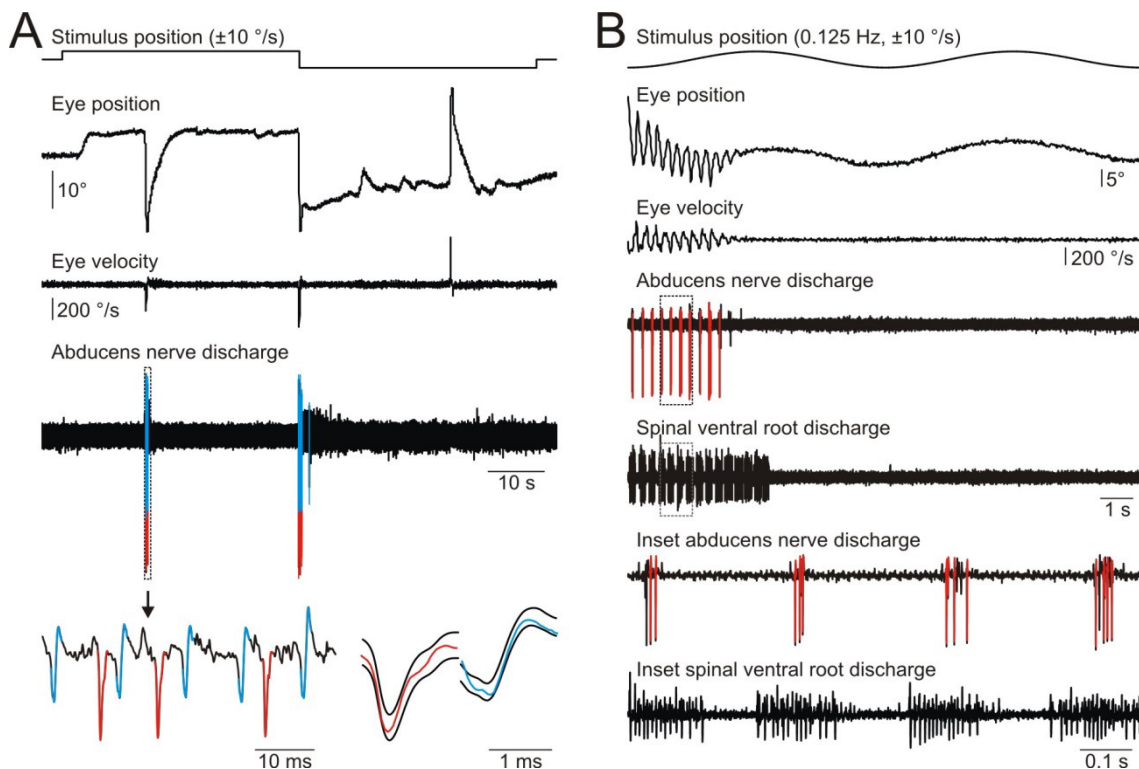 A
Stimulus position (±10 °/s)
Eye position
10°
Eye velocity
200 °/s
Abducens nerve discharge
10 s
10 ms
1 ms
B
Stimulus position (0.125 Hz, ±10 °/s)
Eye position
5°
Eye velocity
200 °/s
Abducens nerve discharge
Spinal ventral root discharge
1 s
Inset abducens nerve discharge
Inset spinal ventral root discharge
0.1 s